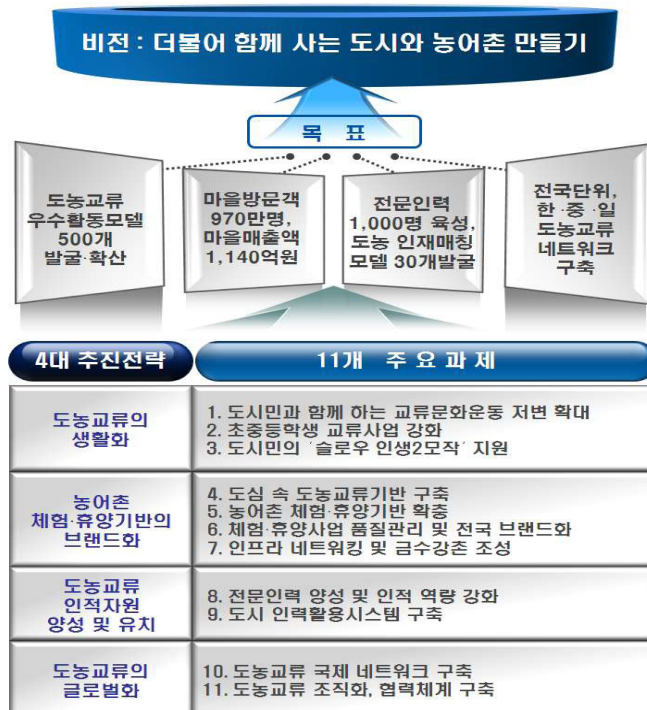 비전 : 더불어 함께 사는 도시와 농어촌 만들기
목 표
도농교류
우수활동모델
500개
발굴·확산
마을방문객
970만명,
마을매출액
1,140억원
전문인력
1,000명 육성,
도농 인재매칭
모델 30개발굴
전국단위,
한·중·일
도농교류
네트워크
구축
4대 추진전략
11개 주요과제
도농교류의
생활화
1. 도시민과 함께 하는 교류문화운동 저변 확대
2. 초중등학생 교류사업 강화
3. 도시민의 ‘슬로우 인생2모작’ 지원
농어촌
체험·휴양기반의
브랜드화
4. 도심 속 도농교류기반 구축
5. 농어촌 체험·휴양기반 확충
6. 체험·휴양사업 품질관리 및 전국 브랜드화
7. 인프라 네트워킹 및 금수강촌 조성
도농교류
인적자원
양성 및 유치
8. 전문인력 양성 및 인적 역량 강화
9. 도시 인력활용시스템 구축
도농교류의
글로벌화
10. 도농교류 국제 네트워크 구축
11. 도농교류 조직화, 협력체계 구축